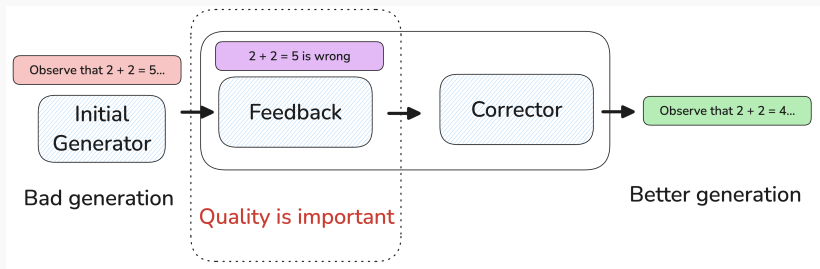 Observe that 2 + 2 = 5...
Initial
Generator
Bad generation
2 + 2 = 5 is wrong
Feedback
Quality is important
Corrector
Observe that 2 + 2 = 4...
Better generation